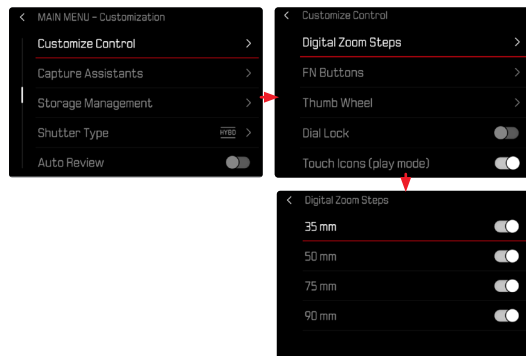 MAIN MENU - Customization
Customize Control
Capture Assistants
Storage Management
Shutter Type HYBD
Auto Review
Customize Control
Digital Zoom Steps
FN Buttons
Thumb Wheel
Dial Lock
Touch Icons (play mode)
Digital Zoom Steps
35 mm
50 mm
75 mm
90 mm